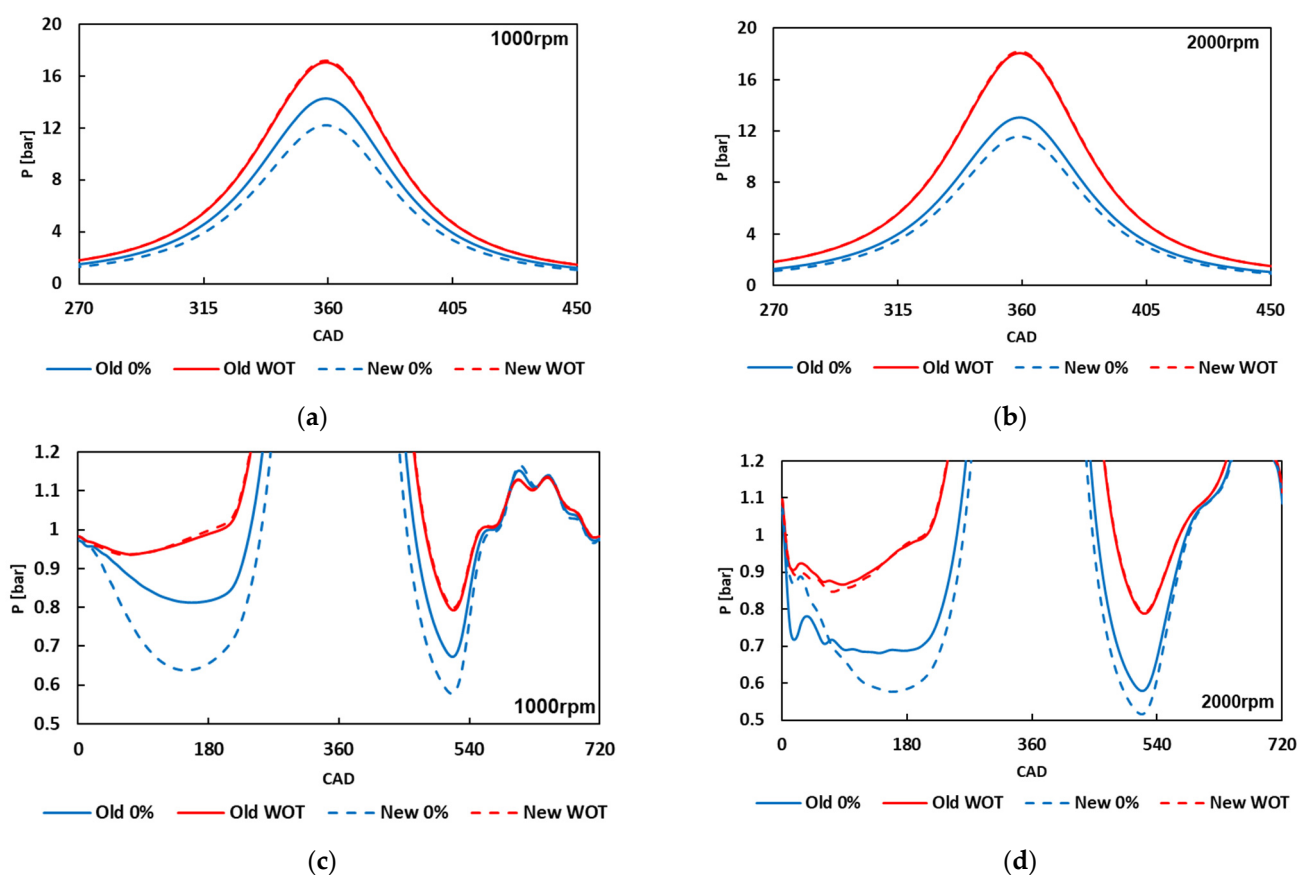 20
16
12
8
4
0
P [bar]
1000rpm
270 315 360 405 450
CAD
Old 0% Old WOT New 0% New WOT
(a)
20
16
12
8
4
0
P [bar]
2000rpm
270 315 360 405 450
CAD
Old 0% Old WOT New 0% New WOT
(b)
1.2
1.1
1
0.9
0.8
0.7
0.6
0.5
P [bar]
1000rpm
0 180 360 540 720
CAD
Old 0% Old WOT New 0% New WOT
(c)
1.2
1.1
1
0.9
0.8
0.7
0.6
0.5
P [bar]
2000rpm
0 180 360 540 720
CAD
Old 0% Old WOT New 0% New WOT
(d)